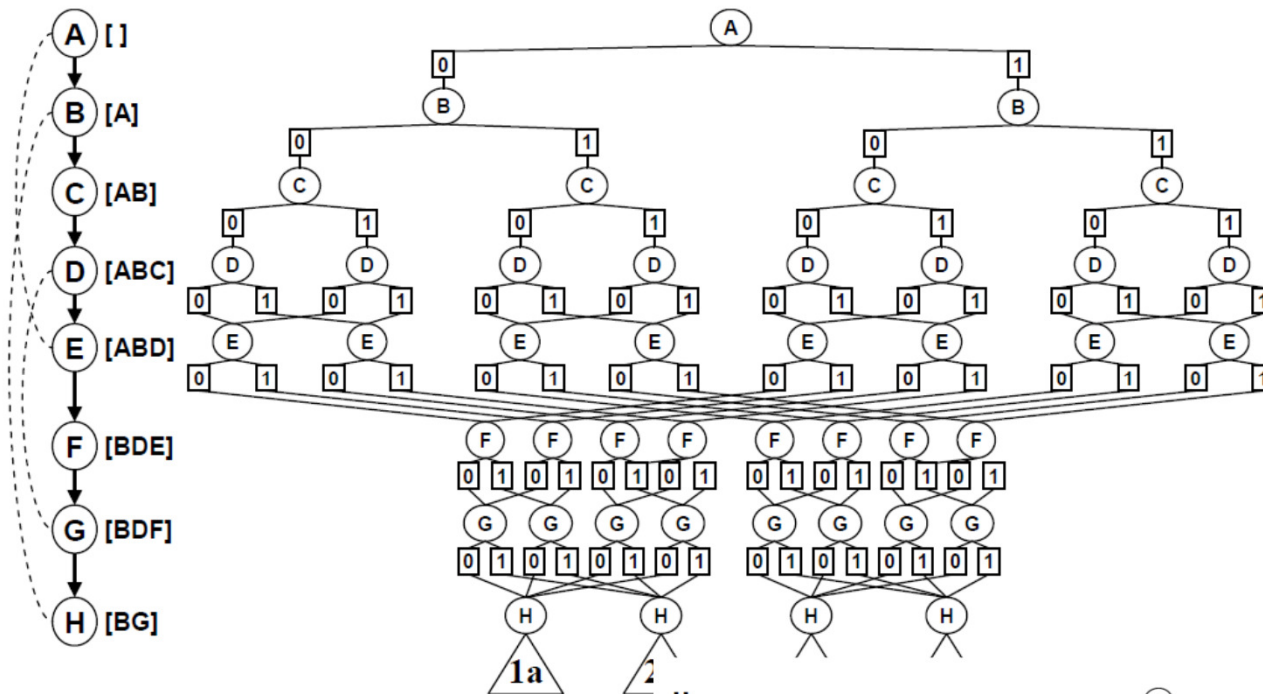 A [ ] A
0 1
B [A] B B
0 1 0 1
C [AB] C C C C
0 1 0 1 0 1 0 1
D [ABC] D D D D D D D D
0 1 0 1 0 1 0 1 0 1 0 1 0 1 0 1
E [ABD] E E E E E E E E
0 1 0 1 0 1 0 1 0 1 0 1 0 1 0 1
F [BDE] F F F F F F F F
0 1 0 1 0 1 0 1 0 1 0 1 0 1 0 1
G [BDF] G G G G G G G G
0 1 0 1 0 1 0 1 0 1 0 1 0 1 0 1
H [BG] H H H H
1a